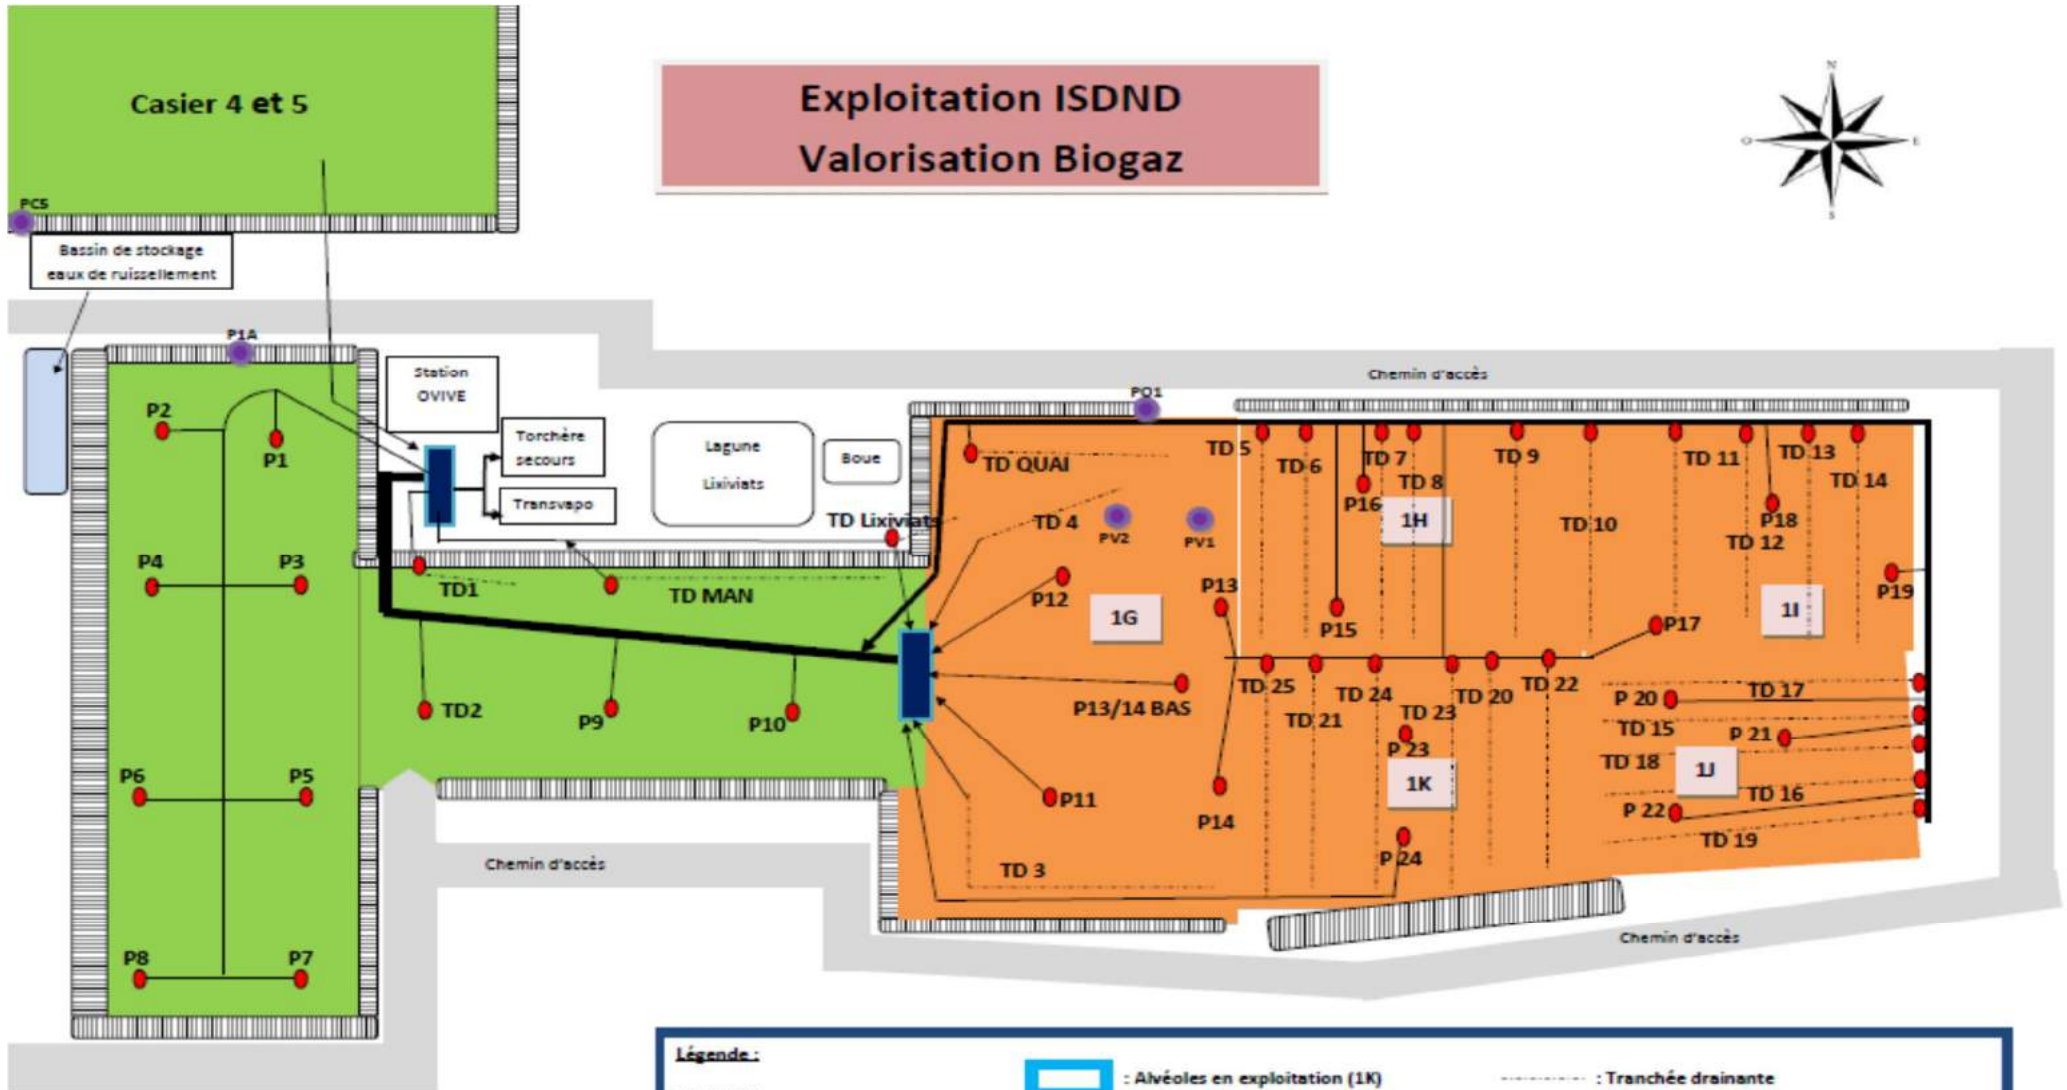 Casier 4 et 5
Exploitation ISDND
Valorisation Biogaz
N
O
E
S
PC5
Bassin de stockage
eaux de ruissellement
P1A
Station
OVIVE
Chemin d'accès
PO1
P2
P1
Torchère
secours
Transvapo
Lagune
Lixiviats
Boue
TD QUAI
TD 5
TD 6
TD 7
TD 8
TD 9
TD 10
TD 11
TD 12
TD 13
TD 14
P16
1H
P18
TD Lixiviats
TD 4
PV2
PV1
P4
P3
TD1
TD MAN
P12
P13
1G
P15
P17
1I
P19
TD2
P9
P10
P13/14 BAS
TD 25
TD 21
TD 24
TD 23
TD 20
TD 22
P 23
P 20
TD 17
TD 15
P 21
TD 18
1J
TD 16
P 22
TD 19
1K
P6
P5
P11
P14
P 24
TD 3
Chemin d'accès
Chemin d'accès
P8
P7
Légende :
: Alvéoles en exploitation (1K)
: Tranchée drainante